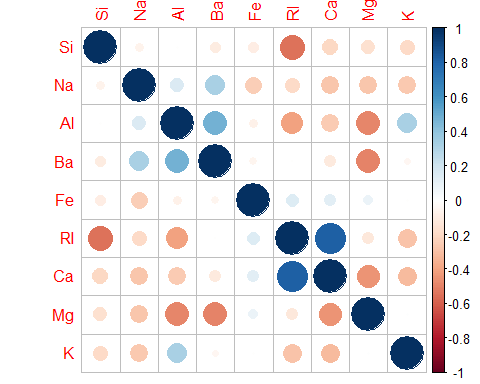 Si Na Al Ba Fe RI Ca Mg K
Si
Na
Al
Ba
Fe
RI
Ca
Mg
K
1
0.8
0.6
0.4
0.2
0
-0.2
-0.4
-0.6
-0.8
-1